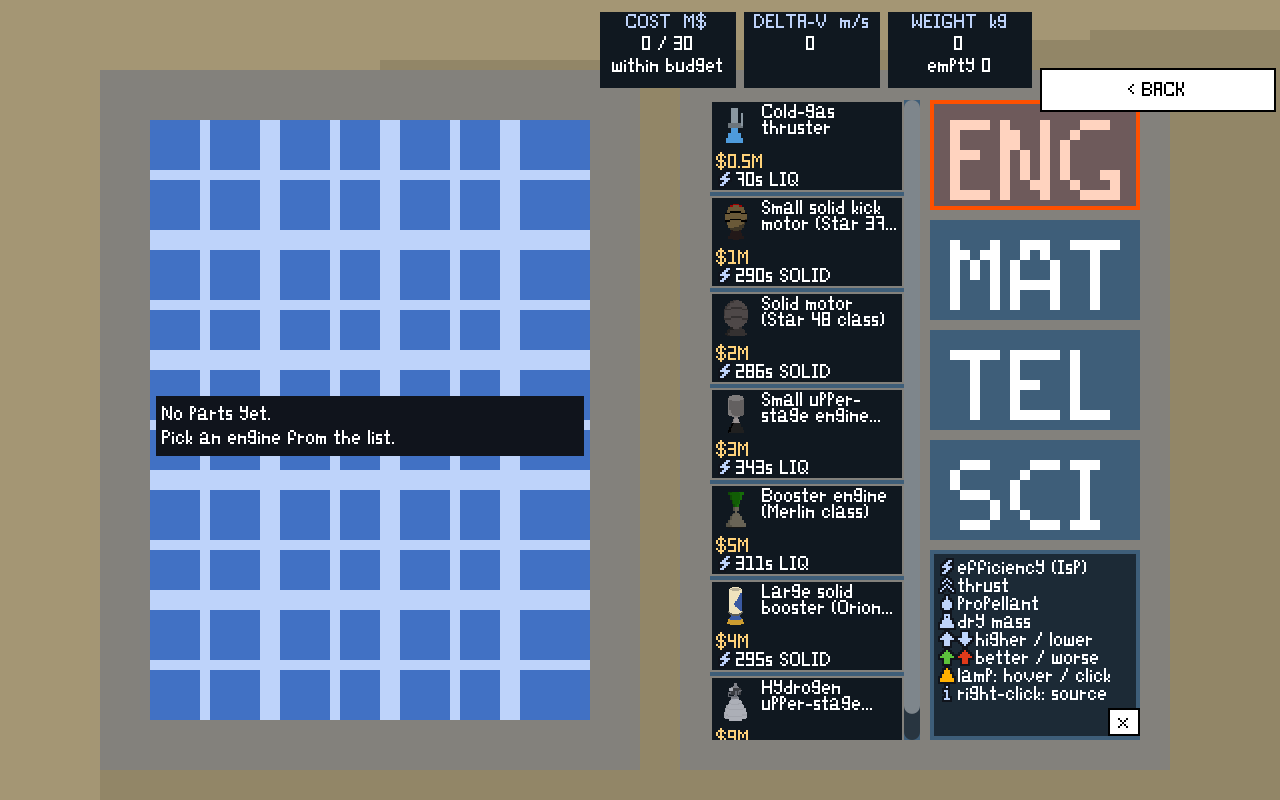 COST M$
0 / 30
within budget
DELTA-V m/s
0
WEIGHT kg
0
empty 0
< BACK
No parts yet.
Pick an engine from the list.
Cold-gas
thruster
$0.5M
70s LIQ
Small solid kick
motor (Star 37...
$1M
290s SOLID
Solid motor
(Star 48 class)
$2M
286s SOLID
Small upper-
stage engine...
$3M
343s LIQ
Booster engine
(Merlin class)
$5M
311s LIQ
Large solid
booster (Orion...
$4M
295s SOLID
Hydrogen
upper-stage...
$9M
ENG
MAT
TEL
SCI
efficiency (Isp)
thrust
propellant
dry mass
higher / lower
better / worse
lamp: hover / click
i right-click: source
x